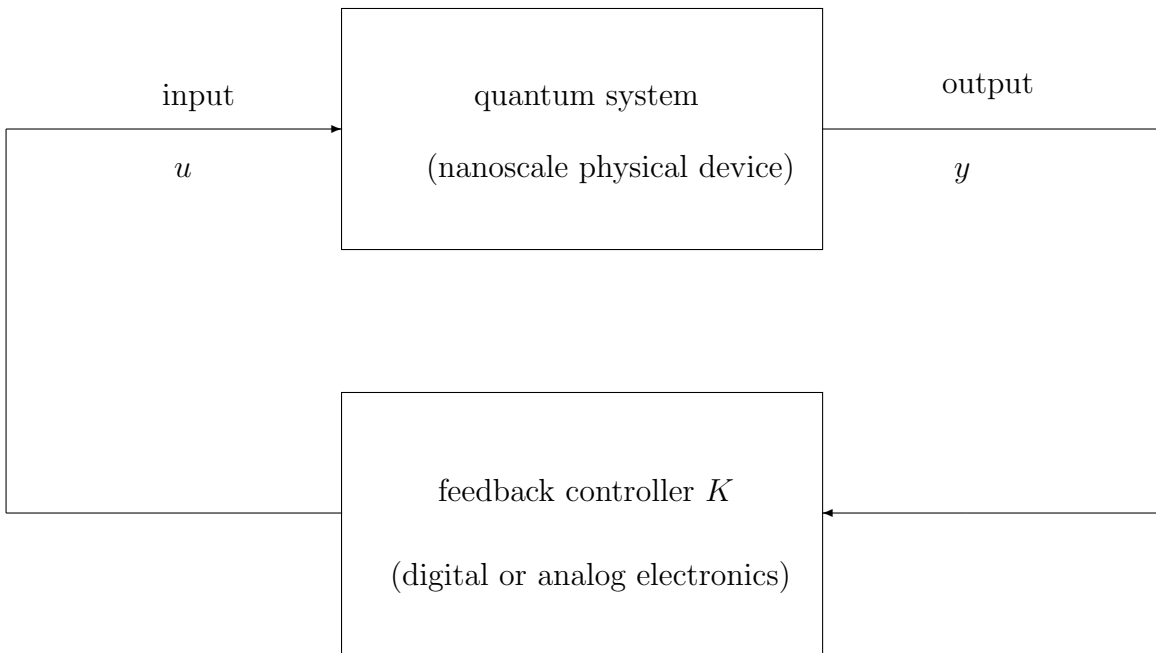 input
u
quantum system
(nanoscale physical device)
output
y
feedback controller K
(digital or analog electronics)